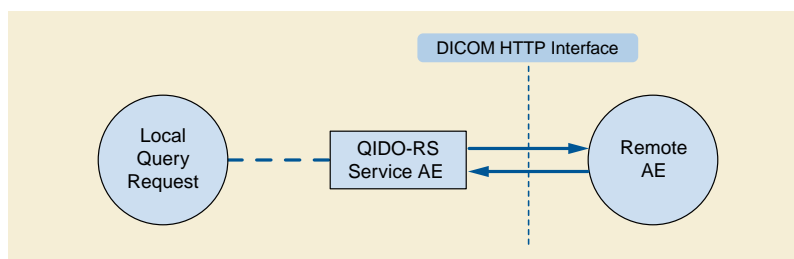 DICOM HTTP Interface
Local
Query
Request
QIDO-RS
Service AE
Remote
AE